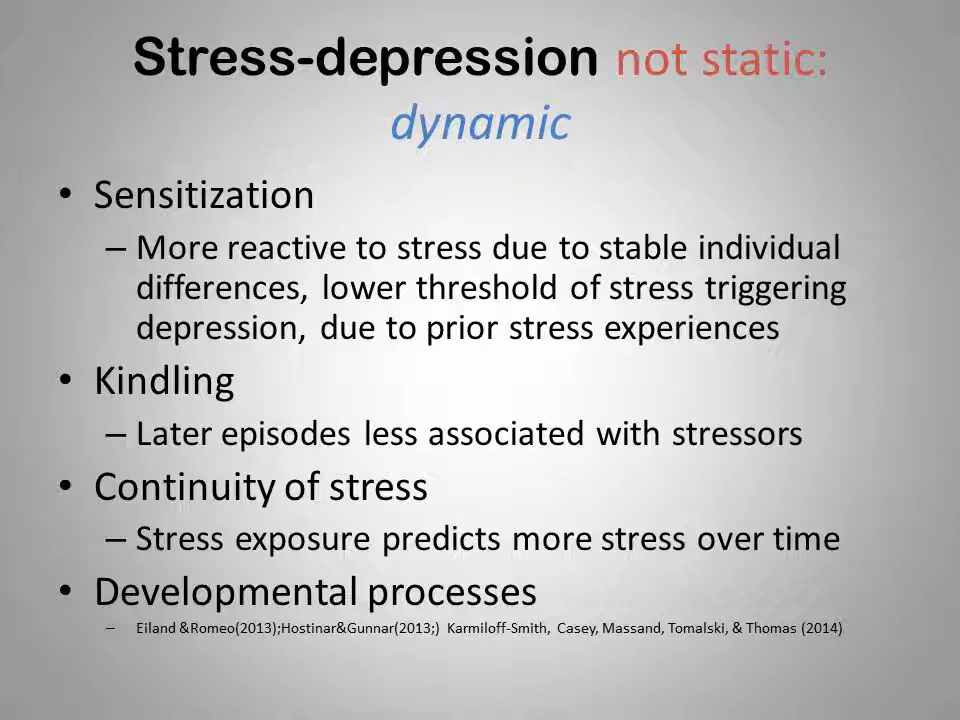 Stress-depression not static:
dynamic
• Sensitization
– More reactive to stress due to stable individual
differences, lower threshold of stress triggering
depression, due to prior stress experiences
• Kindling
– Later episodes less associated with stressors
• Continuity of stress
– Stress exposure predicts more stress over time
• Developmental processes
– Eiland &Romeo(2013);Hostinar&Gunnar(2013;) Karmiloff-Smith, Casey, Massand, Tomalski, & Thomas (2014)